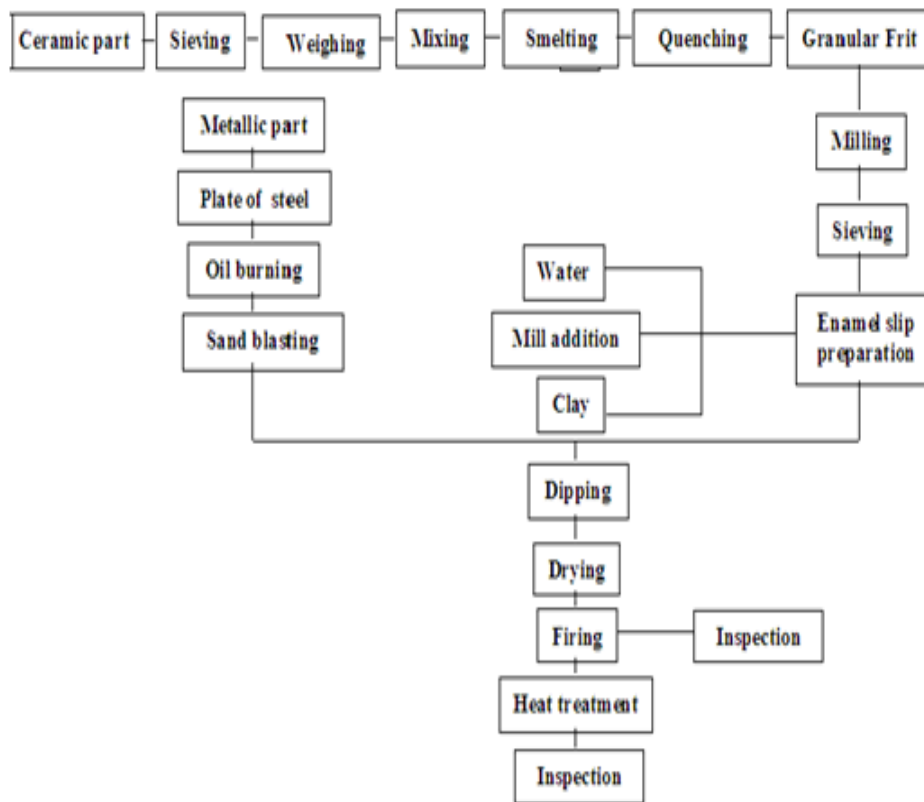 Ceramic part
Sieving
Weighing
Mixing
Smelting
Quenching
Granular Frit
Metallic part
Milling
Plate of steel
Sieving
Oil burning
Water
Sand blasting
Mill addition
Enamel slip
preparation
Clay
Dipping
Drying
Firing
Inspection
Heat treatment
Inspection